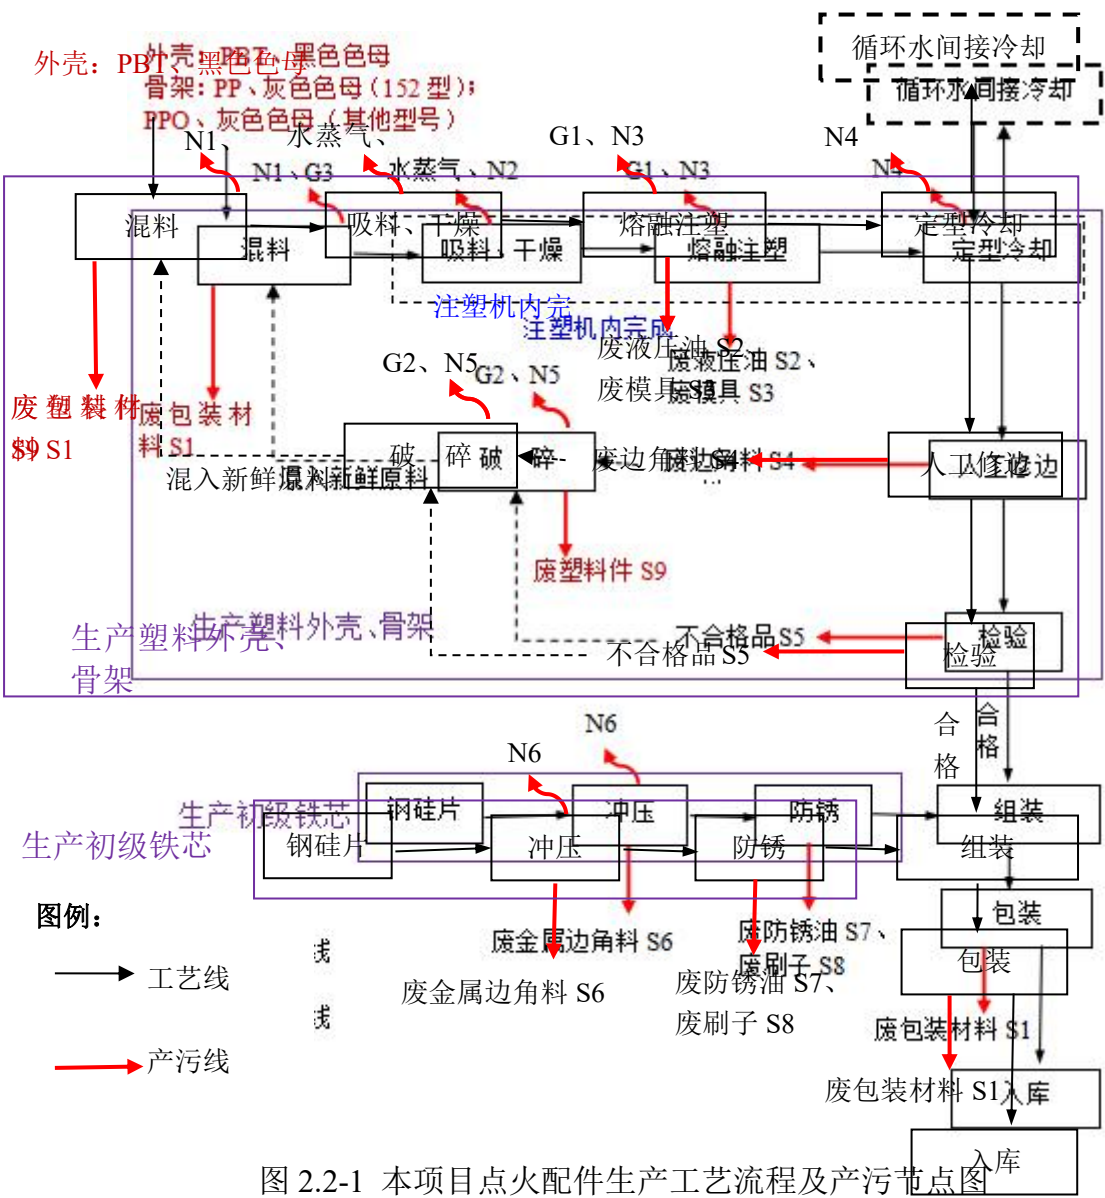 循环水间接冷却
循环水间接冷却
外壳：PBT、黑色色母
外壳：PBT、黑色色母
骨架：PP、灰色色母（152 型）；
PPO、灰色色母（其他型号）
N1、
水蒸气、
G1、N3
N4
N1、G3
水蒸气、N2
G1、N3
N4
混料
吸料、干燥
熔融注塑
定型冷却
混料
吸料、干燥
熔融注塑
定型冷却
注塑机内完
注塑机内完成
废液压油 S2、
废模具 S3
废液压油 S2、
废模具 S3
G2、N5
G2、N5
废包装材
料 S1
废塑料件
S9
废包装材
料 S1
破 碎
破 碎
废边角料 S4
废边角料 S4
人工修边
人工修边
混入新鲜原料
混入新鲜原料
废塑料件 S9
生产塑料外壳、骨架
生产塑料外壳、
骨架
不合格品 S5
不合格品 S5
检验
检验
合格
合格
N6
N6
生产初级铁芯
生产初级铁芯
钢硅片
冲压
防锈
组装
钢硅片
冲压
防锈
组装
包装
包装
图例：
工艺线
线
线
产污线
废金属边角料 S6
废金属边角料 S6
废防锈油 S7、
废刷子 S8
废防锈油 S7、
废刷子 S8
废包装材料 S1
废包装材料 S1
入库
入库
图 2.2-1 本项目点火配件生产工艺流程及产污节点图